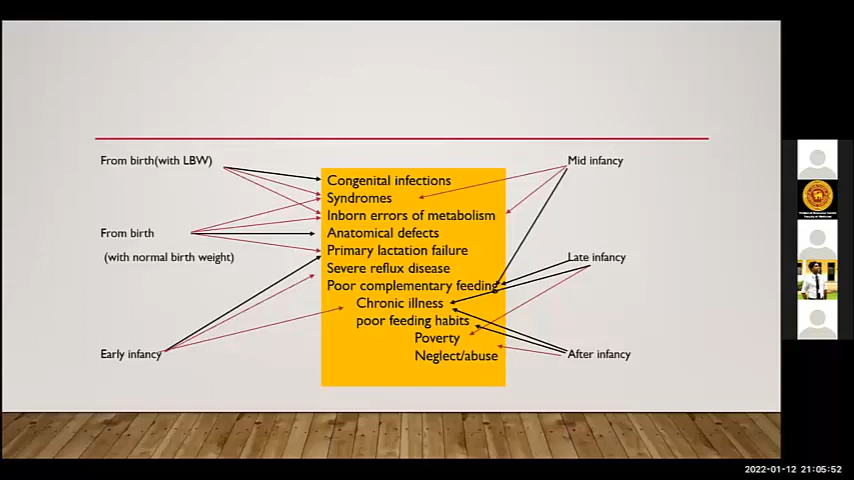 From birth(with LBW)
From birth
(with normal birth weight)
Early infancy
Congenital infections
Syndromes
Inborn errors of metabolism
Anatomical defects
Primary lactation failure
Severe reflux disease
Poor complementary feeding
Chronic illness
poor feeding habits
Poverty
Neglect/abuse
Mid infancy
Late infancy
After infancy
2022-01-12 21:05:52